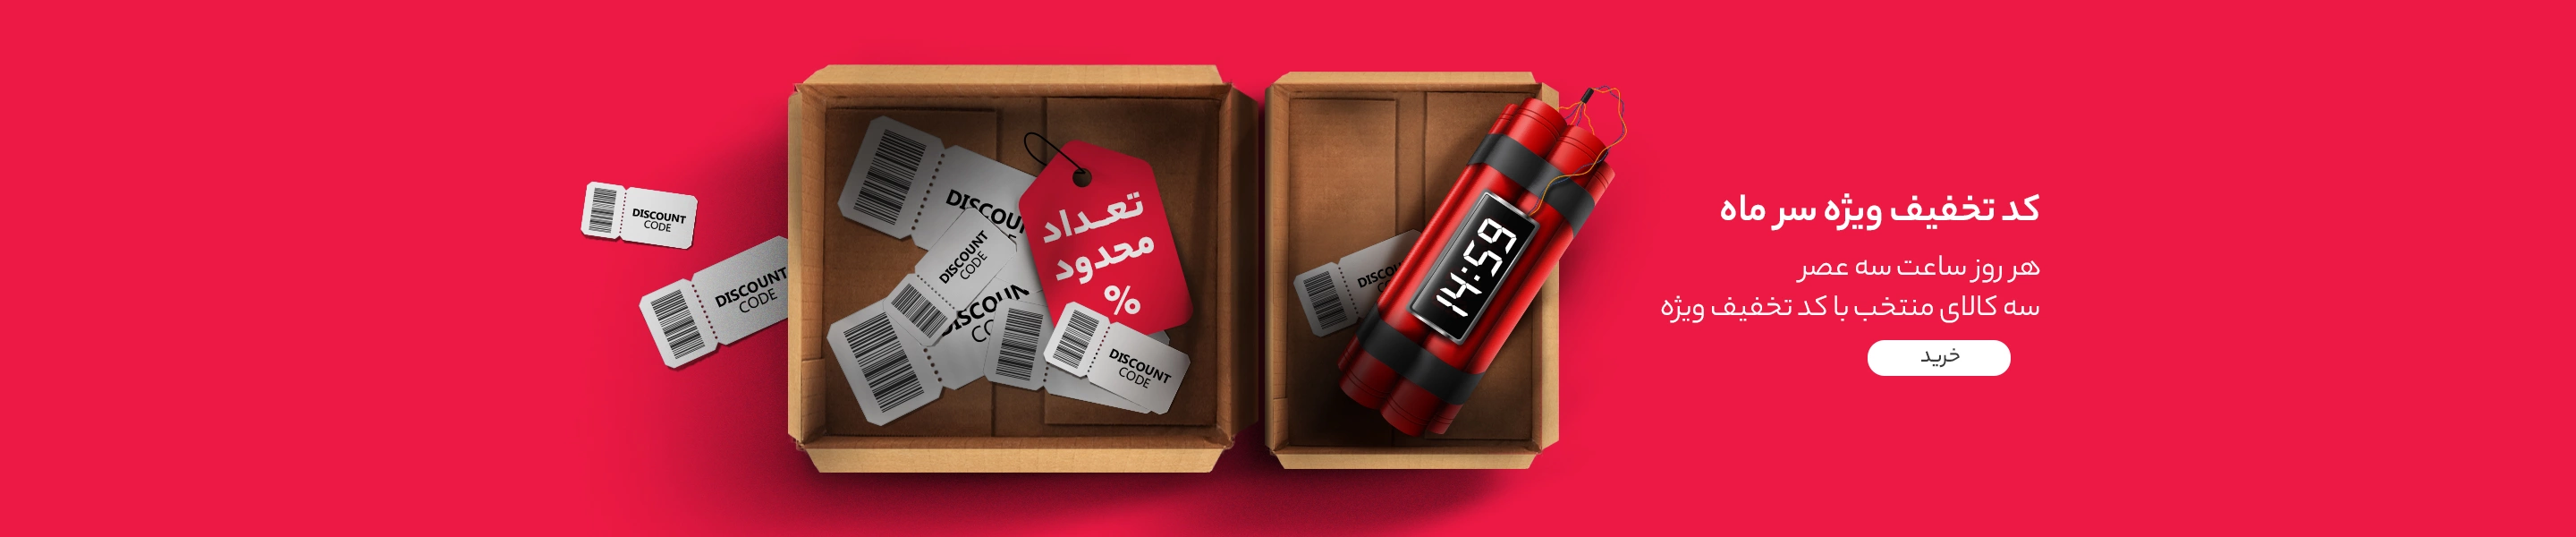 کد تخفیف ویژه سر ماه
هر روز ساعت سه عصر
سه کالای منتخب با کد تخفیف ویژه
خرید
14:59
تعداد
محدود
%
DISCOUNT
CODE
DISCOUNT
CODE
DISCOUNT
CODE
DISCOUNT
CODE